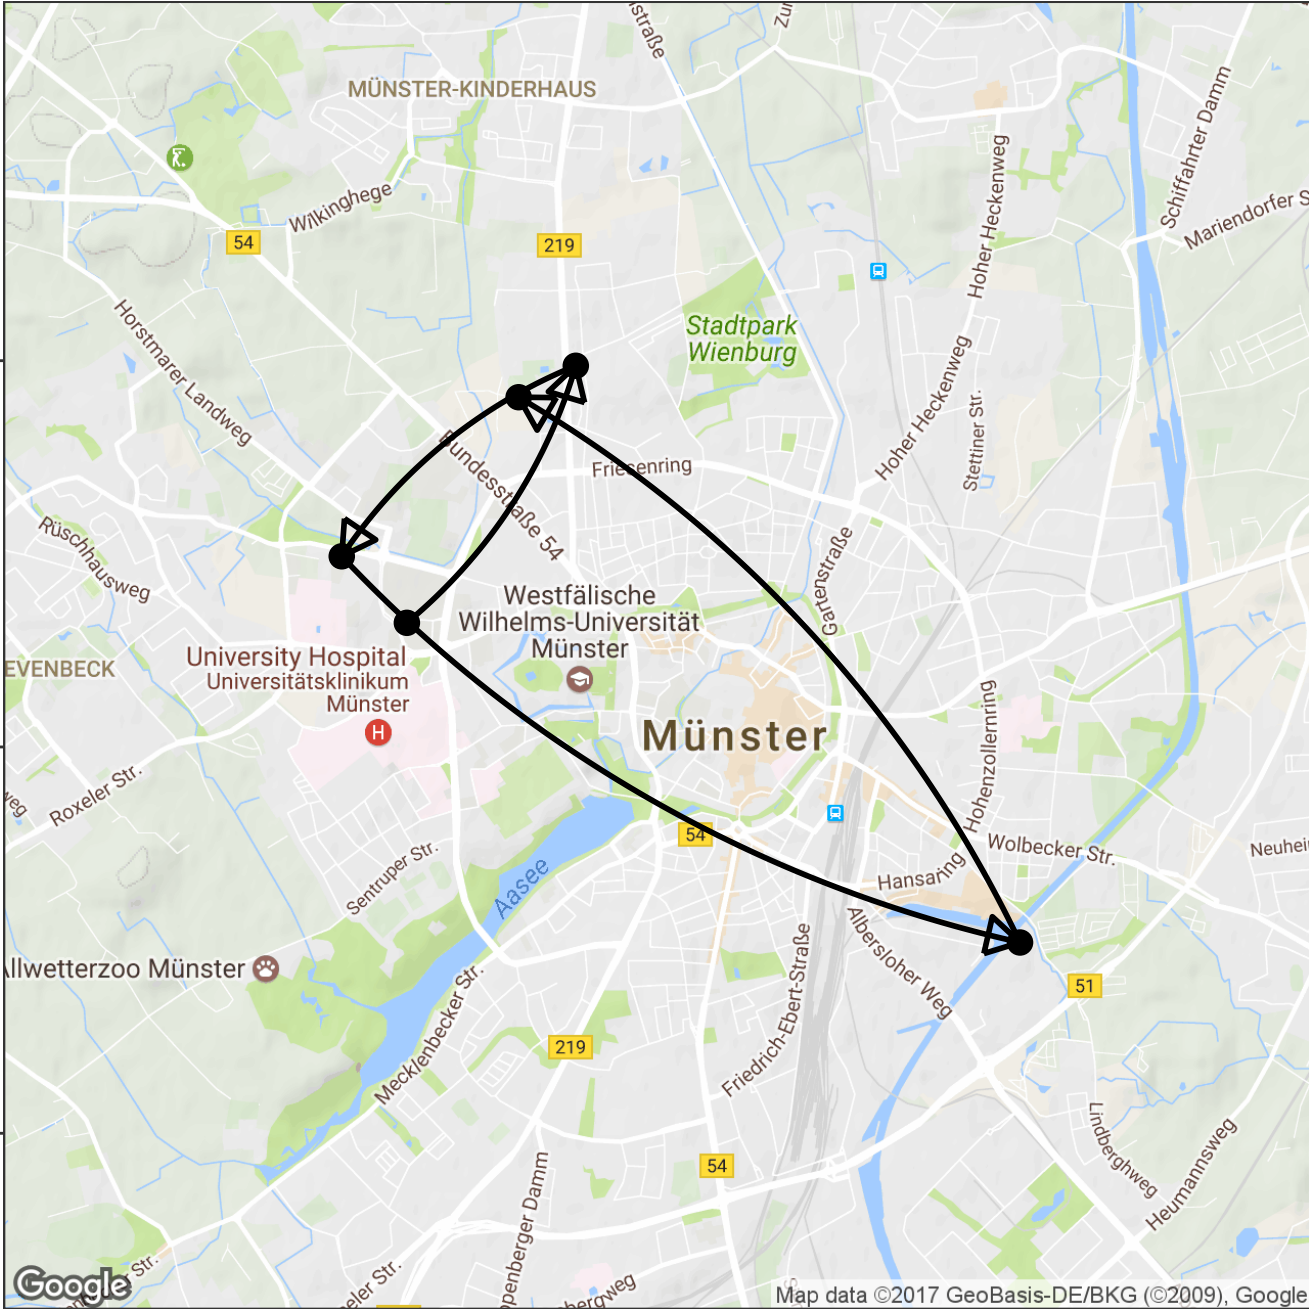 MÜNSTER-KINDERHAUS
Schiffahrter Damm
Hoher Heckenweg
Wilkinghege
Mariendorfer S
54
219
Horstmarer Landweg
Stadtpark
Wienburg
Hoher Heckenweg
Stettiner Str.
Bundesstraße 54
Friesenring
Rüschhausweg
Gartenstraße
Westfälische
Wilhelms-Universität
Münster
EVENBECK
University Hospital
Universitätsklinikum
Münster
H
Münster
Hohenzollernring
Roxeler Str.
weg
54
Wolbecker Str.
Neuhei
Sentruper Str.
Aasee
Hansaring
Albersloher Weg
Allwetterzoo Münster
51
Mecklenbecker Str.
Friedrich-Ebert-Straße
219
Lindberghweg
Heumannsweg
54
Google
Map data ©2017 GeoBasis-DE/BKG (©2009), Google